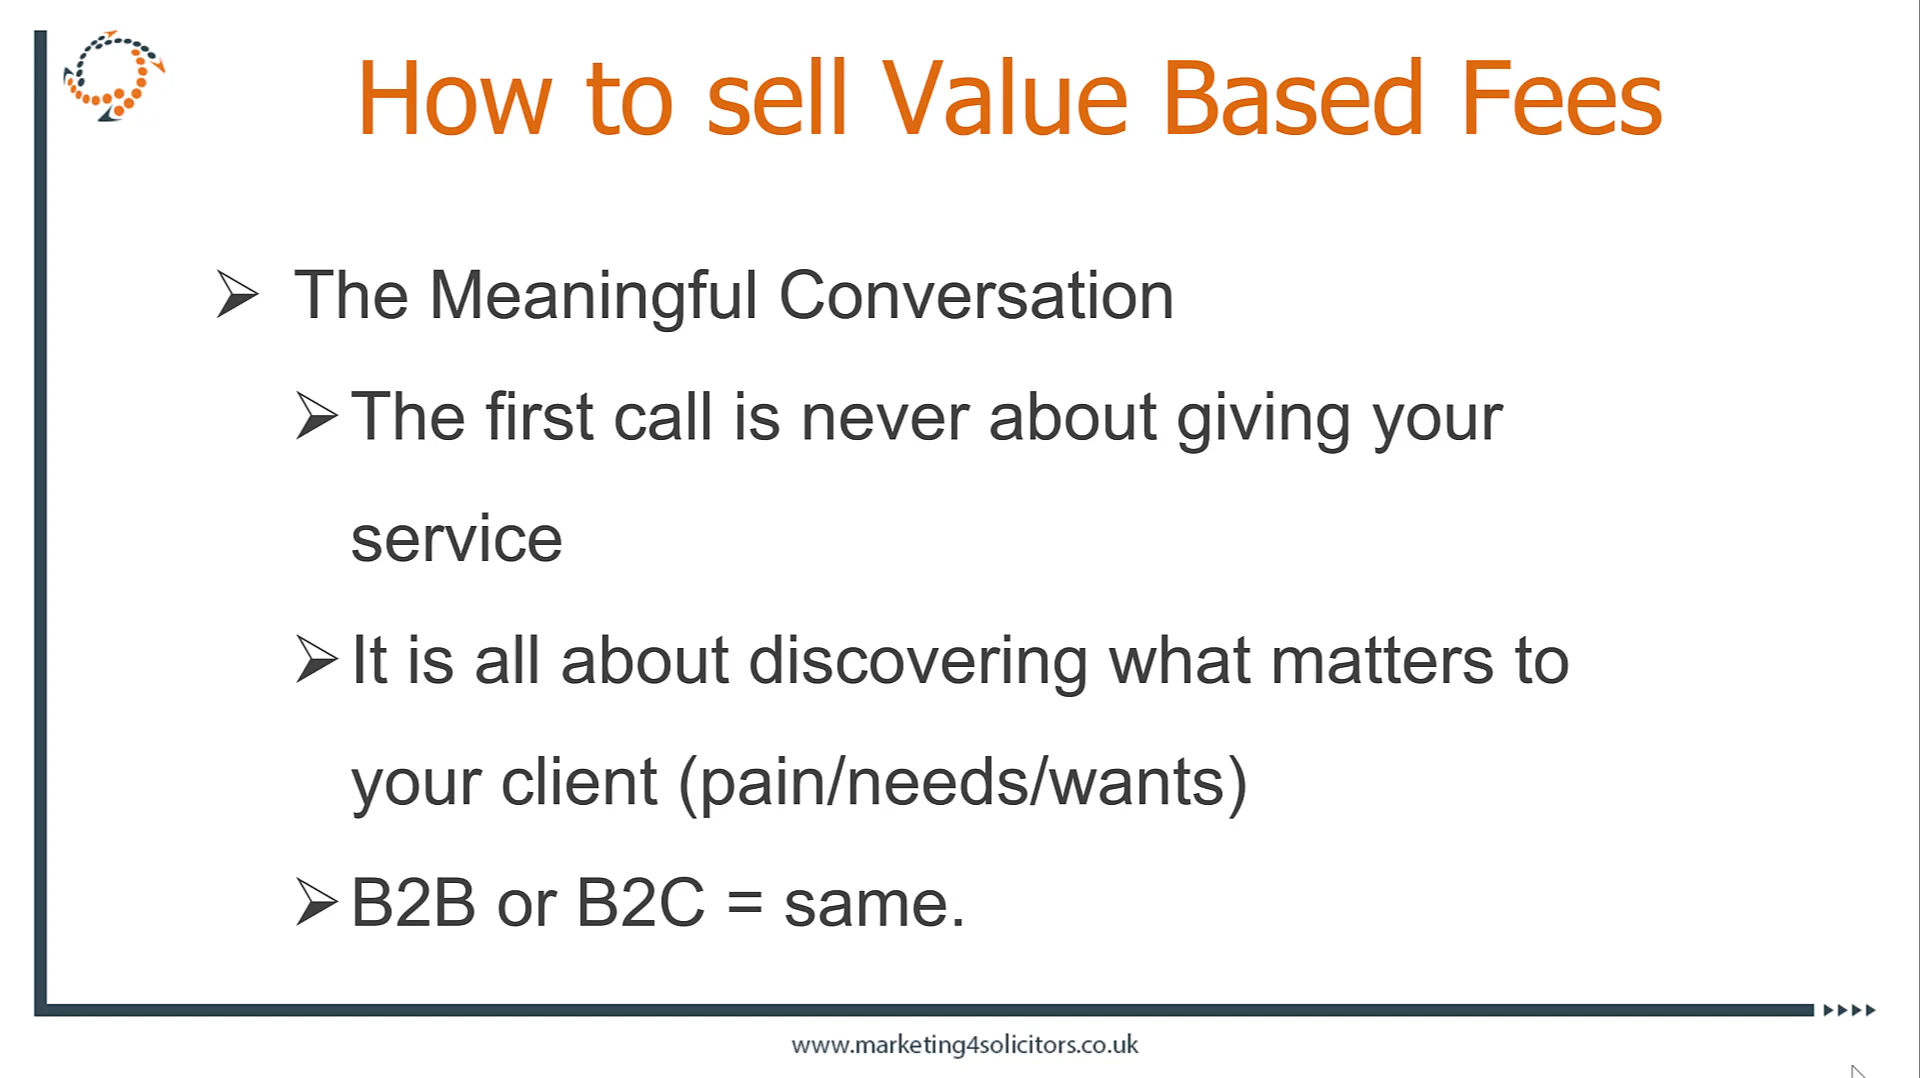 How to sell Value Based Fees
The Meaningful Conversation
The first call is never about giving your
service
It is all about discovering what matters to
your client (pain/needs/wants)
B2B or B2C = same.
www.marketing4solicitors.co.uk